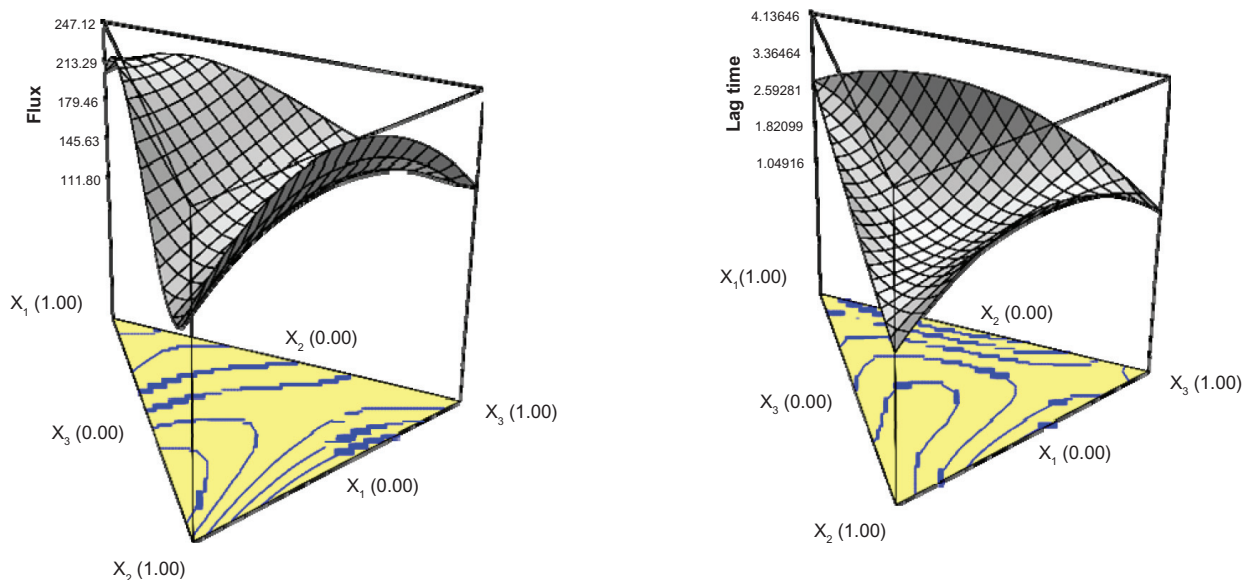 247.12
213.29
179.46
145.63
111.80
Flux
X₁ (1.00)
X₂ (0.00)
X₃ (0.00)
X₃ (1.00)
X₁ (0.00)
X₂ (1.00)
4.13646
3.36464
2.59281
1.82099
1.04916
Lag time
X₁(1.00)
X₂ (0.00)
X₃ (1.00)
X₃ (0.00)
X₁ (0.00)
X₂ (1.00)